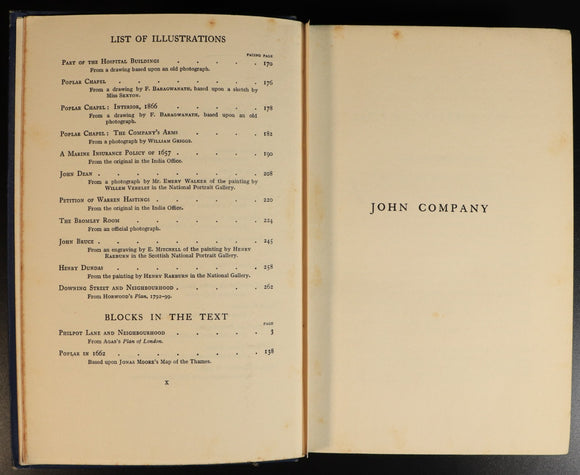 LIST OF ILLUSTRATIONS
FACING PAGE
Part of the Hospital Buildings . . . . . 170
From a drawing based upon an old photograph.
Poplar Chapel . . . . . . . . 176
From a drawing by F. Baragwanath, based upon a sketch by
Miss Sexton.
Poplar Chapel: Interior, 1866 . . . . . 178
From a drawing by F. Baragwanath, based upon an old
photograph.
Poplar Chapel: The Company's Arms . . . . 182
From a photograph by William Griggs.
A Marine Insurance Policy of 1657 . . . . . 190
From the original in the India Office.
John Dean . . . . . . . . . 208
From a photograph by Mr. Emery Walker of the painting by
Willem Verelst in the National Portrait Gallery.
Petition of Warren Hastings . . . . . 220
From the original in the India Office.
The Bromley Room . . . . . . . 224
From an official photograph.
John Bruce . . . . . . . . . 245
From an engraving by E. Mitchell of the painting by Henry
Raeburn in the Scottish National Portrait Gallery.
Henry Dundas . . . . . . . . 258
From the painting by Henry Raeburn in the National Gallery.
Downing Street and Neighbourhood . . . . 262
From Horwood's Plan, 1792–99.
BLOCKS IN THE TEXT
PAGE
Philpot Lane and Neighbourhood . . . . . 5
From Agas's Plan of London.
Poplar in 1662 . . . . . . . . 138
Based upon Jonas Moore's Map of the Thames.
x
JOHN COMPANY